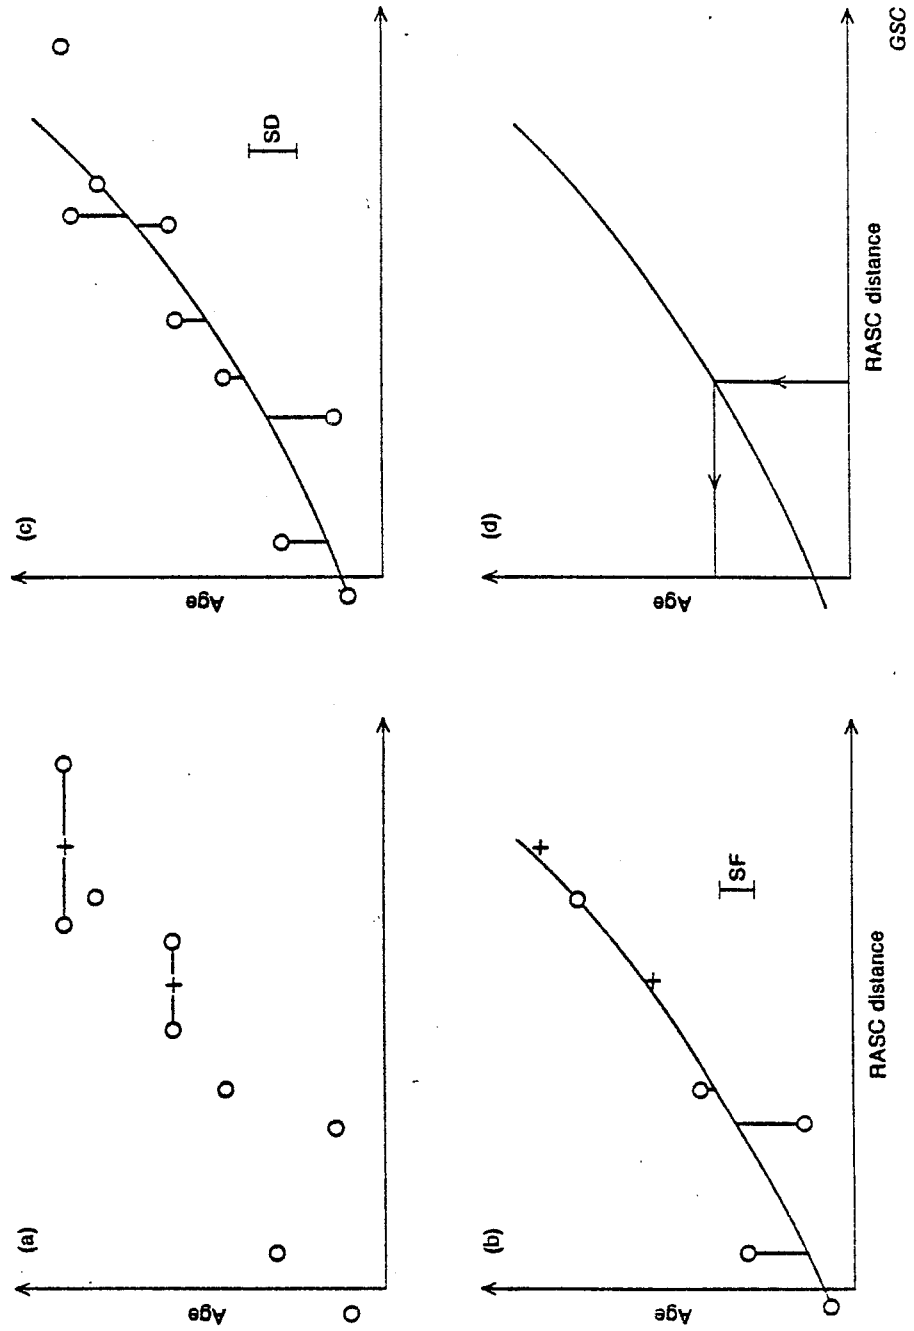 (a)
Age
(b)
Age
SF
RASC distance
(c)
Age
SD
(d)
Age
RASC distance
GSC